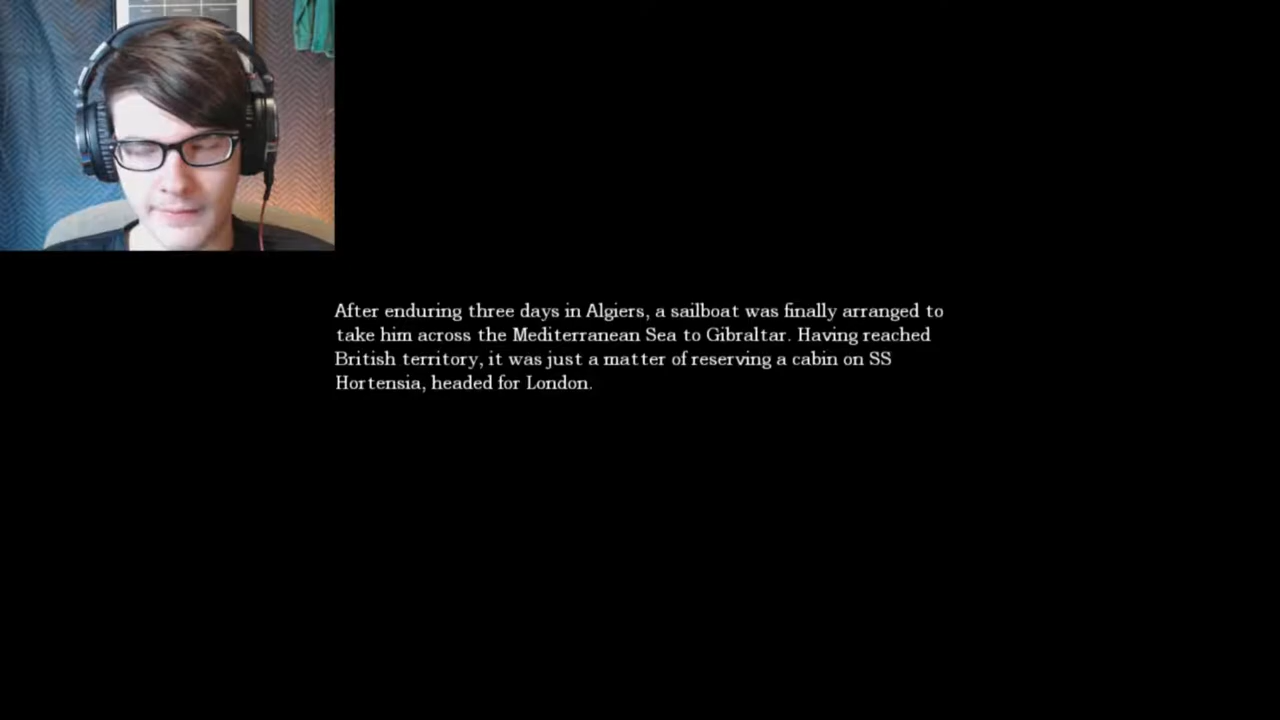 After enduring three days in Algiers, a sailboat was finally arranged to
take him across the Mediterranean Sea to Gibraltar. Having reached
British territory, it was just a matter of reserving a cabin on SS
Hortensia, headed for London.